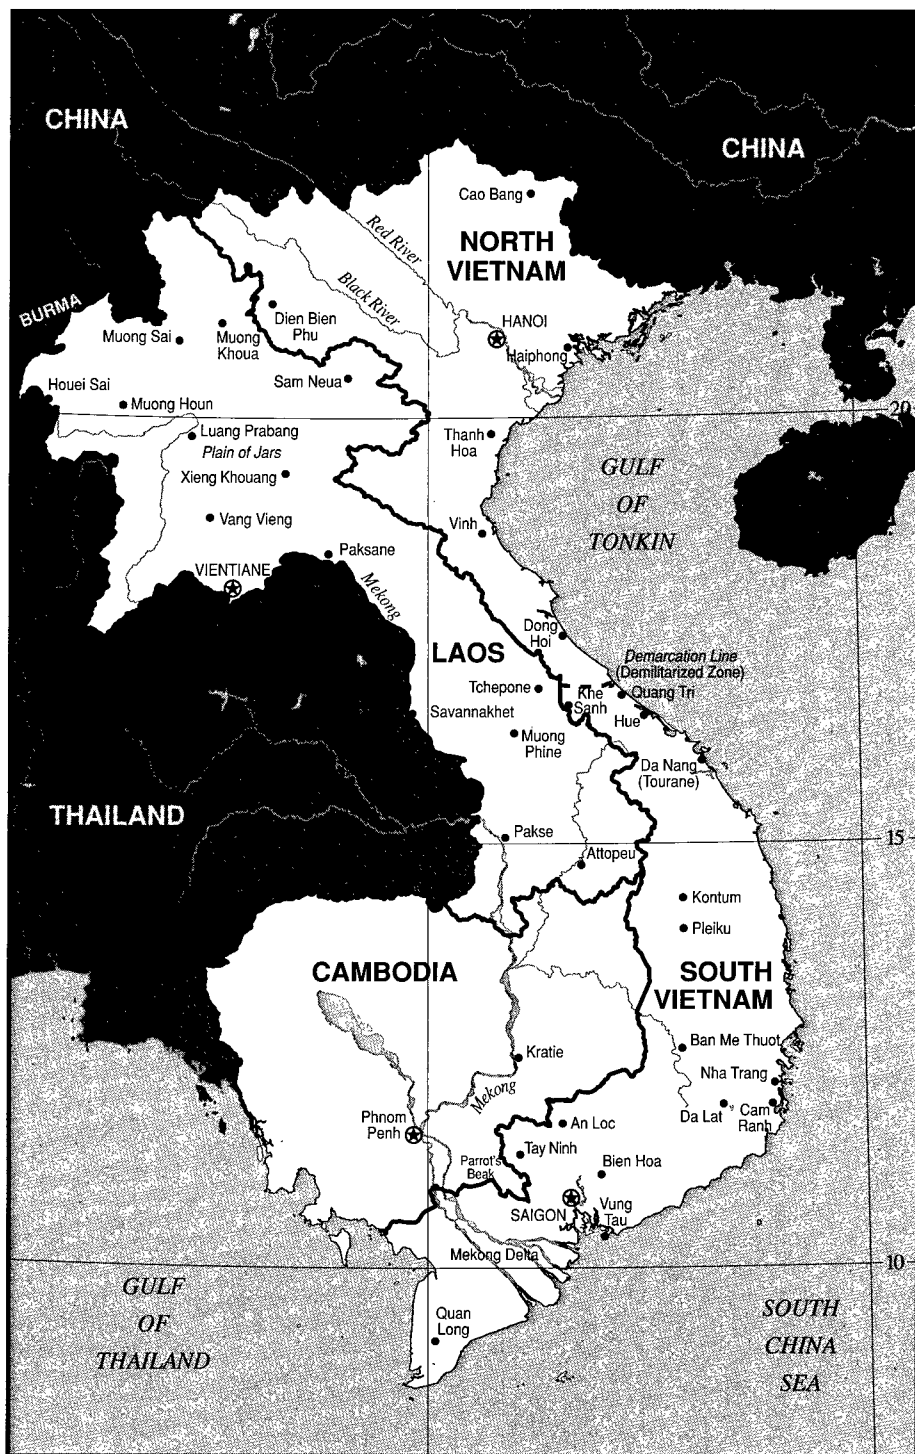 CHINA
CHINA
Cao Bang
NORTH
VIETNAM
Red River
Black River
BURMA
HANOI
Dien Bien
Phu
Muong Sai
Muong
Khoua
Haiphong
Houei Sai
Sam Neua
Muong Houn
20
Luang Prabang
Plain of Jars
Thanh
Hoa
Xieng Khouang
GULF
OF
TONKIN
Vang Vieng
Vinh
Paksane
VIENTIANE
Mekong
Dong
Hoi
LAOS
Demarcation Line
(Demilitarized Zone)
Tchepone
Khe
Sanh
Quang Tri
Savannakhet
Hue
Muong
Phine
Da Nang
(Tourane)
THAILAND
Pakse
15
Attopeu
Kontum
Pleiku
CAMBODIA
SOUTH
VIETNAM
Ban Me Thuot
Kratie
Nha Trang
Mekong
Da Lat
Cam
Ranh
Phnom
Penh
An Loc
Tay Ninh
Parrot's
Beak
Bien Hoa
SAIGON
Vung
Tau
Mekong Delta
10
GULF
OF
THAILAND
Quan
Long
SOUTH
CHINA
SEA